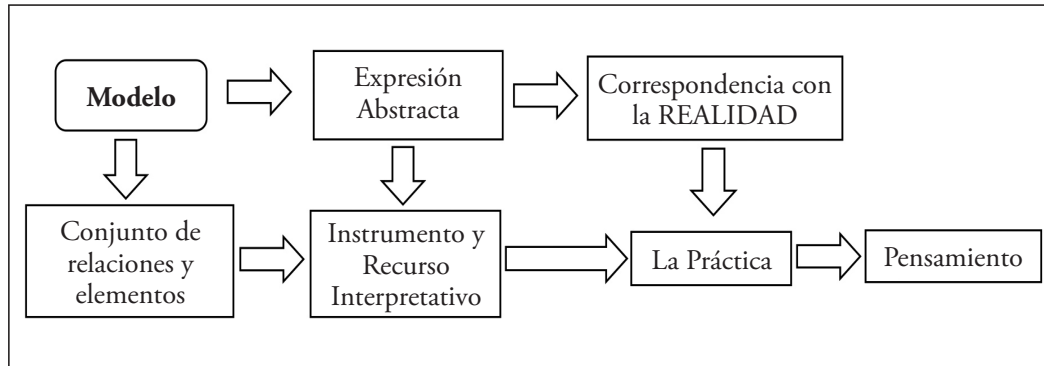 Modelo
Expresión
Abstracta
Correspondencia con
la REALIDAD
Conjunto de
relaciones y
elementos
Instrumento y
Recurso
Interpretativo
La Práctica
Pensamiento